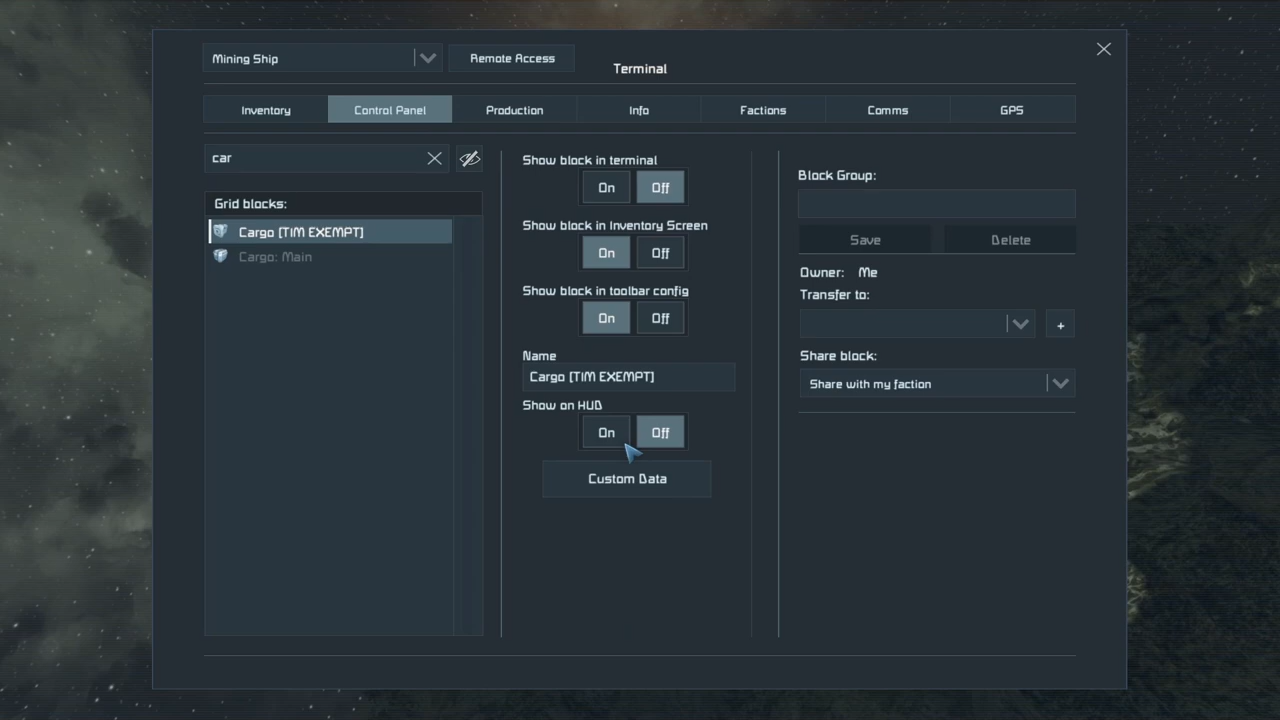 Mining Ship
Remote Access
Terminal
Inventory
Control Panel
Production
Info
Factions
Comms
GPS
car
Grid blocks:
Cargo [TIM EXEMPT]
Cargo: Main
Show block in terminal
On Off
Show block in Inventory Screen
On Off
Show block in toolbar config
On Off
Name
Cargo [TIM EXEMPT]
Show on HUD
On Off
Custom Data
Block Group:
Save
Delete
Owner: Me
Transfer to:
+
Share block:
Share with my faction